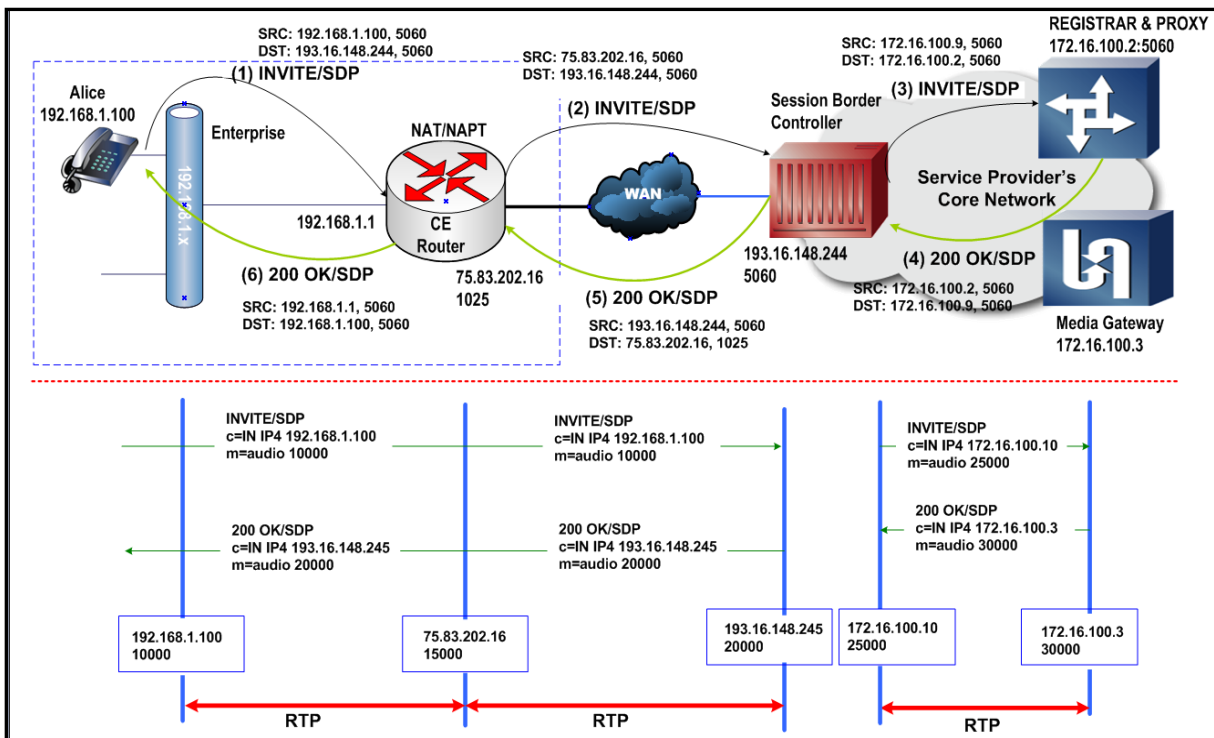 SRC: 192.168.1.100, 5060
DST: 193.16.148.244, 5060
(1) INVITE/SDP
Alice
192.168.1.100
Enterprise
192.168.1.x
NAT/NAPT
192.168.1.1
CE
Router
75.83.202.16
1025
(6) 200 OK/SDP
SRC: 192.168.1.1, 5060
DST: 192.168.1.100, 5060
SRC: 75.83.202.16, 5060
DST: 193.16.148.244, 5060
(2) INVITE/SDP
WAN
(5) 200 OK/SDP
SRC: 193.16.148.244, 5060
DST: 75.83.202.16, 1025
Session Border
Controller
193.16.148.244
5060
SRC: 172.16.100.9, 5060
DST: 172.16.100.2, 5060
(3) INVITE/SDP
REGISTRAR & PROXY
172.16.100.2:5060
Service Provider's
Core Network
(4) 200 OK/SDP
SRC: 172.16.100.2, 5060
DST: 172.16.100.9, 5060
Media Gateway
172.16.100.3
INVITE/SDP
c=IN IP4 192.168.1.100
m=audio 10000
INVITE/SDP
c=IN IP4 192.168.1.100
m=audio 10000
INVITE/SDP
c=IN IP4 172.16.100.10
m=audio 25000
200 OK/SDP
c=IN IP4 193.16.148.245
m=audio 20000
200 OK/SDP
c=IN IP4 193.16.148.245
m=audio 20000
200 OK/SDP
c=IN IP4 172.16.100.3
m=audio 30000
192.168.1.100
10000
75.83.202.16
15000
193.16.148.245
20000
172.16.100.10
25000
172.16.100.3
30000
RTP
RTP
RTP